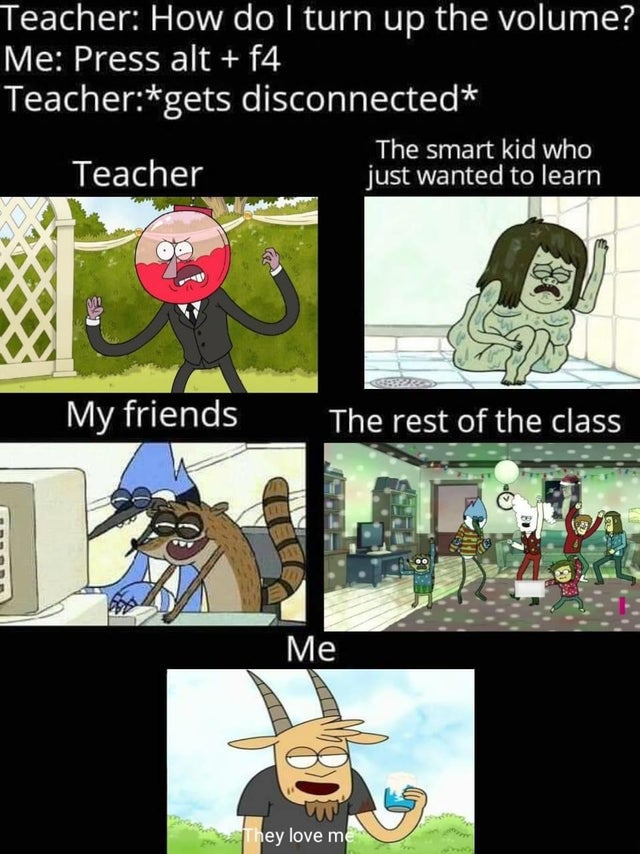 Teacher: How do I turn up the volume?
Me: Press alt + f4
Teacher:*gets disconnected*
Teacher
The smart kid who
just wanted to learn
My friends
The rest of the class
Me
They love me